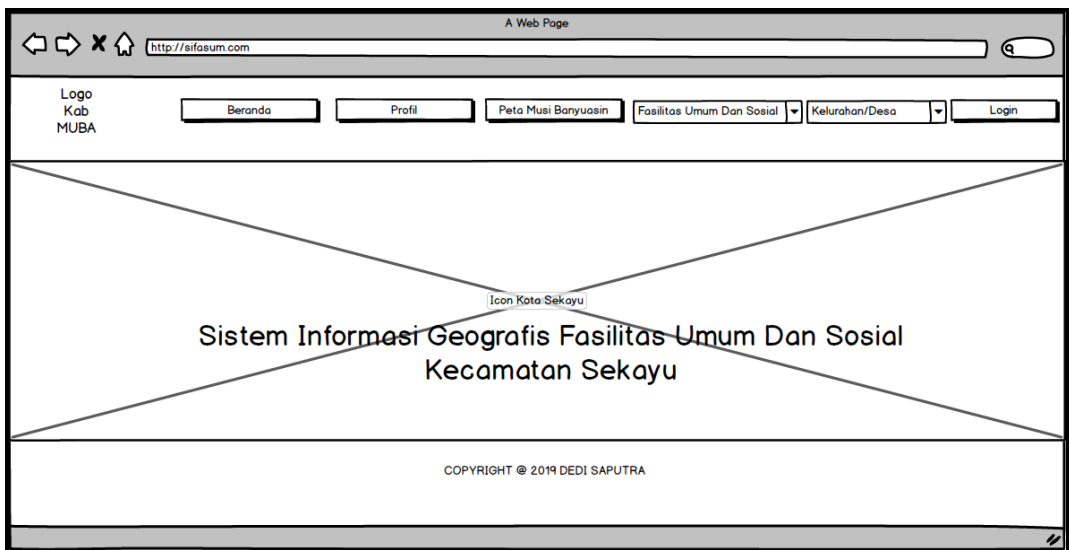 A Web Page
http://sifasum.com
Logo
Kab
MUBA
Beranda
Profil
Peta Musi Banyuasin
Fasilitas Umum Dan Sosial
Kelurahan/Desa
Login
Icon Kota Sekayu
Sistem Informasi Geografis Fasilitas Umum Dan Sosial
Kecamatan Sekayu
COPYRIGHT @ 2019 DEDI SAPUTRA